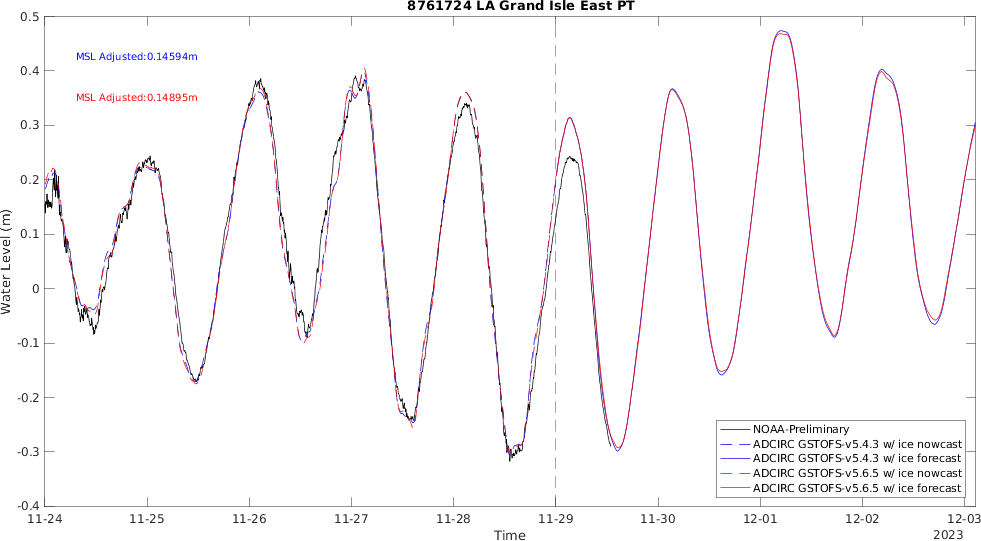 8761724 LA Grand Isle East PT
MSL Adjusted:0.14594m
MSL Adjusted:0.14895m
Water Level (m)
0.5
0.4
0.3
0.2
0.1
0
-0.1
-0.2
-0.3
-0.4
NOAA-Preliminary
ADCIRC GSTOFS-v5.4.3 w/ ice nowcast
ADCIRC GSTOFS-v5.4.3 w/ ice forecast
ADCIRC GSTOFS-v5.6.5 w/ ice nowcast
ADCIRC GSTOFS-v5.6.5 w/ ice forecast
11-24 11-25 11-26 11-27 11-28 11-29 11-30 12-01 12-02 12-03
Time
2023